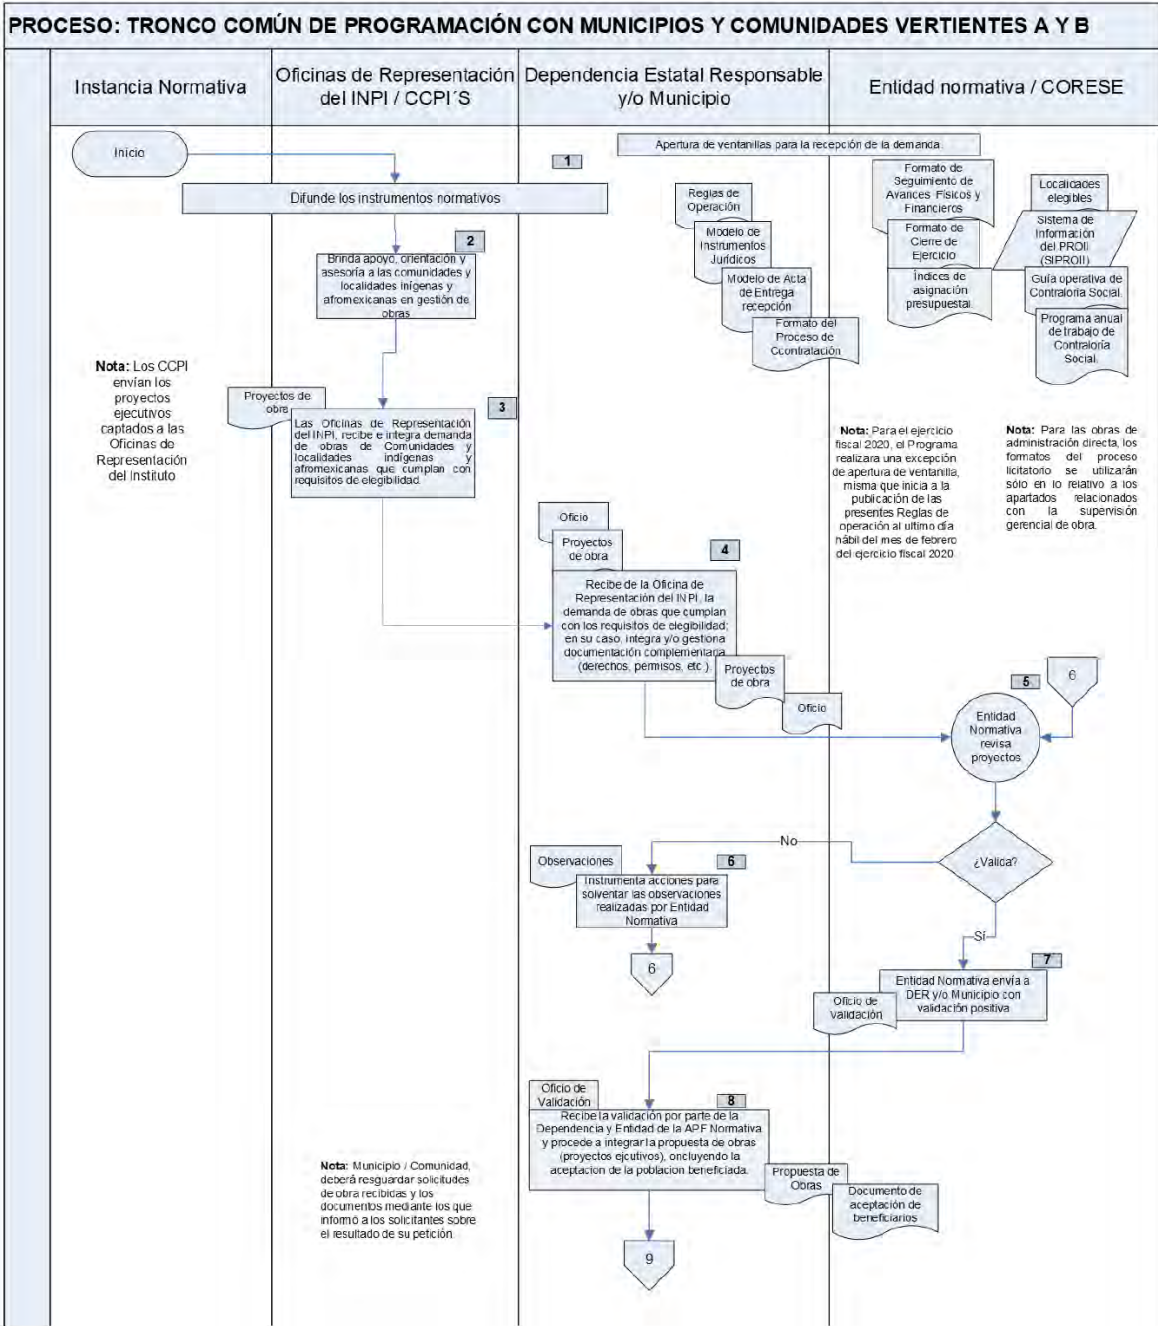 PROCESO: TRONCO COMÚN DE PROGRAMACIÓN CON MUNICIPIOS Y COMUNIDADES VERTIENTES A Y B
Instancia Normativa
Oficinas de Representación
del INPI / CCPI´S
Dependencia Estatal Responsable
y/o Municipio
Entidad normativa / CORESE
Inicio
1
Apertura de ventanillas para la recepción de la demanda
Difunde los instrumentos normativos
2
Brinda apoyo, orientación y
asesoría a las comunidades y
localidades inígenas y
afromexicanas en gestión de
obras
Reglas de
Operación
Modelo de
Instrumentos
Jurídicos
Modelo de Acta
de Entrega
recepción
Formato del
Proceso de
Ccontratación
Formato de
Seguimiento de
Avances Físicos y
Financieros
Formato de
Cierre de
Ejercicio
Índices de
asignación
presupuestal
Localidades
elegibles
Sistema de
Información
del PROII
(SIPROII)
Guía operativa de
Contraloría Social.
Programa anual
de trabajo de
Contraloría
Social.
Nota: Los CCPI
envían los
proyectos
ejecutivos
captados a las
Oficinas de
Representación
del Instituto
Proyectos de
obra
3
Las Oficinas de Representación
del INPI, recibe e integra demanda
de obras de Comunidades y
localidades indígenas y
afromexicanas que cumplan con
requisitos de elegibilidad.
Nota: Para el ejercicio
fiscal 2020, el Programa
realizara una excepción
de apertura de ventanilla,
misma que inicia a la
publicación de las
presentes Reglas de
operación al ultimo día
hábil del mes de febrero
del ejercicio fiscal 2020
Nota: Para las obras de
administración directa, los
formatos del proceso
licitatorio se utilizarán
sólo en lo relativo a los
apartados relacionados
con la supervisión
gerencial de obra.
Oficio
Proyectos
de obra
4
Recibe de la Oficina de
Representación del INPI, la
demanda de obras que cumplan
con los requisitos de elegibilidad;
en su caso, integra y/o gestiona
documentación complementaria
(derechos, permisos, etc.)
Proyectos
de obra
Oficio
5
6
Entidad
Normativa
revisa
proyectos
¿Valida?
No
Sí
Observaciones
6
Instrumenta acciones para
solventar las observaciones
realizadas por Entidad
Normativa
6
7
Entidad Normativa envía a
DER y/o Municipio con
validación positiva
Oficio de
Validación
Oficio de
Validación
8
Recibe la validación por parte de la
Dependencia y Entidad de la APF Normativa
y procede a integrar la propuesta de obras
(proyectos ejcutivos), oncluyendo la
aceptacion de la poblacion beneficiada.
Propuesta de
Obras
Documento de
aceptación de
beneficiarios
Nota: Municipio / Comunidad,
deberá resguardar solicitudes
de obra recibidas y los
documentos mediante los que
informó a los solicitantes sobre
el resultado de su petición.
9